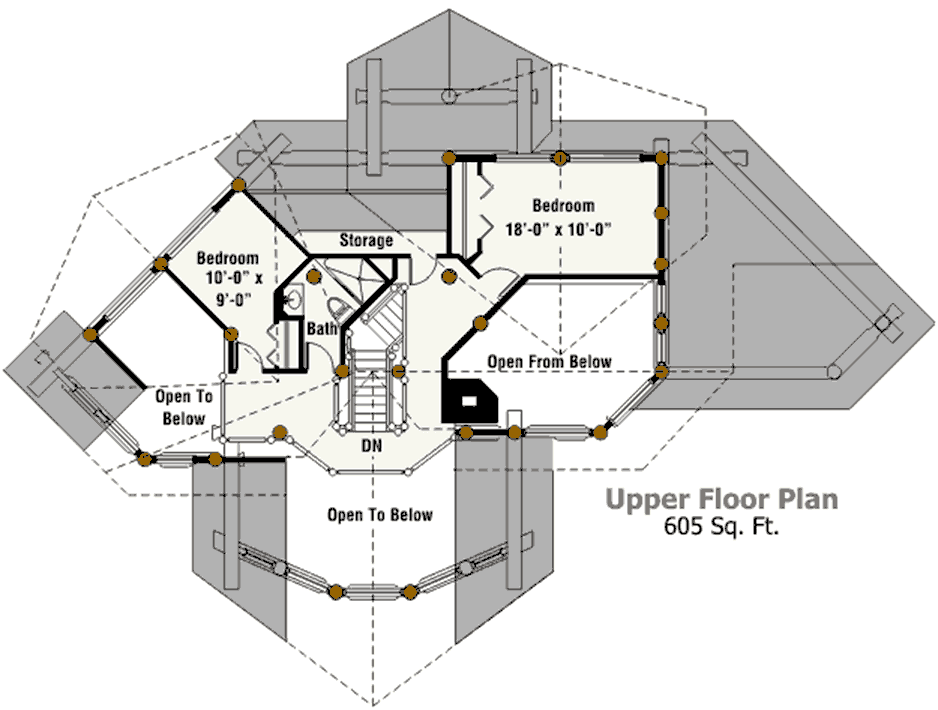 Bedroom
18'-0" x 10'-0"
Storage
Bedroom
10'-0" x
9'-0"
Bath
Open From Below
Open To
Below
DN
Open To Below
Upper Floor Plan
605 Sq. Ft.